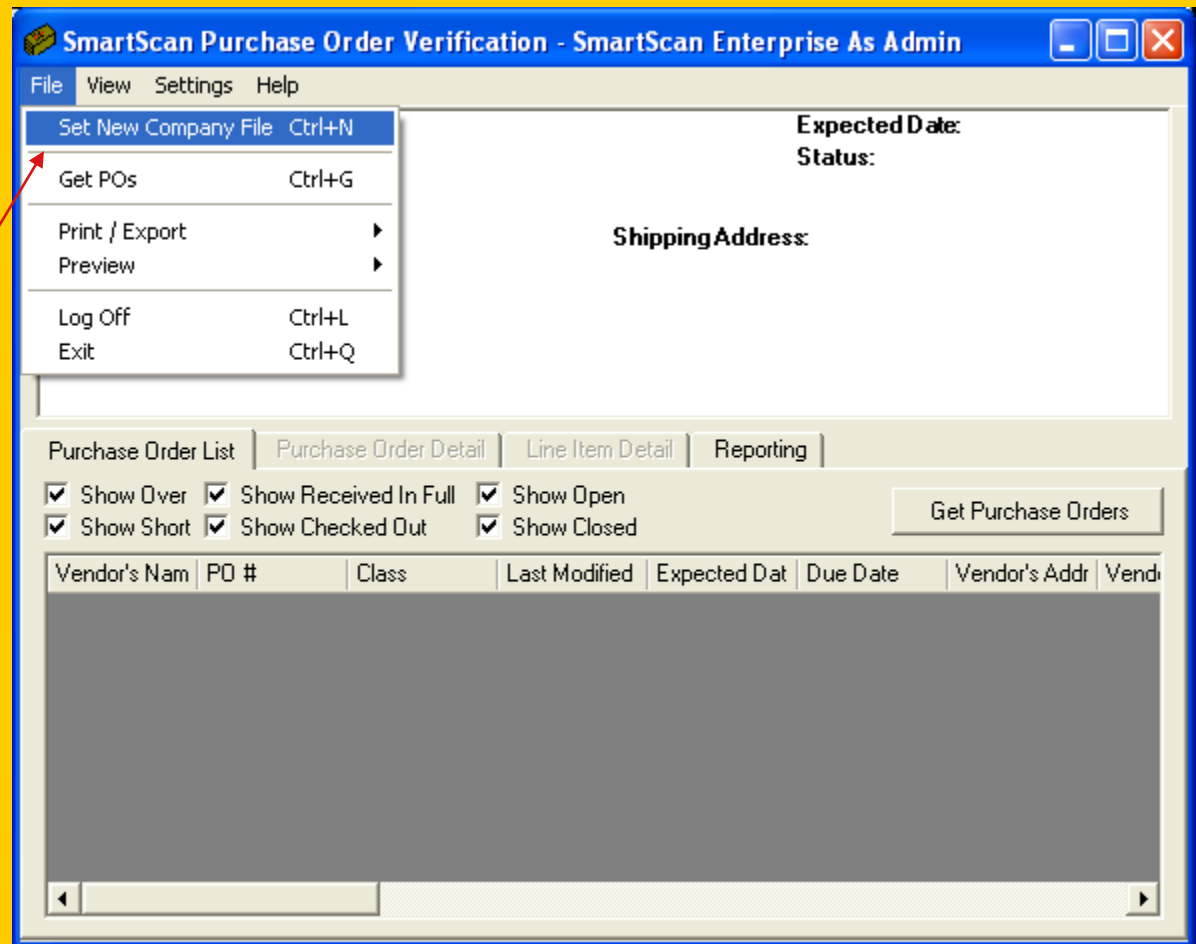 SmartScan Purchase Order Verification - SmartScan Enterprise As Admin
File View Settings Help
Set New Company File Ctrl+N
Get POs Ctrl+G
Print / Export
Preview
Log Off Ctrl+L
Exit Ctrl+Q
Expected Date:
Status:
Shipping Address:
Purchase Order List Purchase Order Detail Line Item Detail Reporting
Show Over Show Received In Full Show Open
Show Short Show Checked Out Show Closed
Get Purchase Orders
Vendor's Nam PO # Class Last Modified Expected Dat Due Date Vendor's Addr Vend